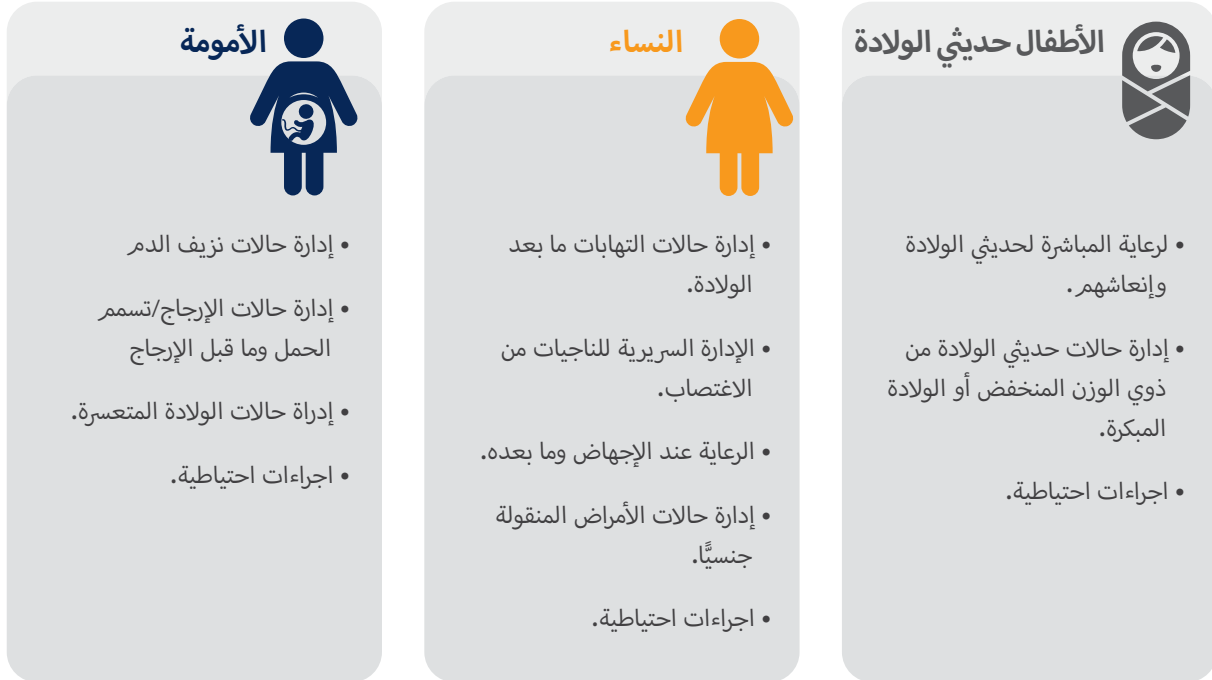 الأطفال حديثي الولادة
• لرعاية المباشرة لحديثي الولادة
وإنعاشهم.
• إدارة حالات حديثي الولادة من
ذوي الوزن المنخفض أو الولادة
المبكرة.
• اجراءات احتياطية.
النساء
• إدارة حالات التهابات ما بعد
الولادة.
• الإدارة السريرية للناجيات من
الاغتصاب.
• الرعاية عند الإجهاض وما بعده.
• إدارة حالات الأمراض المنقولة
جنسيًّا.
• اجراءات احتياطية.
الأمومة
• إدارة حالات نزيف الدم
• إدارة حالات الإرجاج/تسمم
الحمل وما قبل الإرجاج
• إدراة حالات الولادة المتعسرة.
• اجراءات احتياطية.